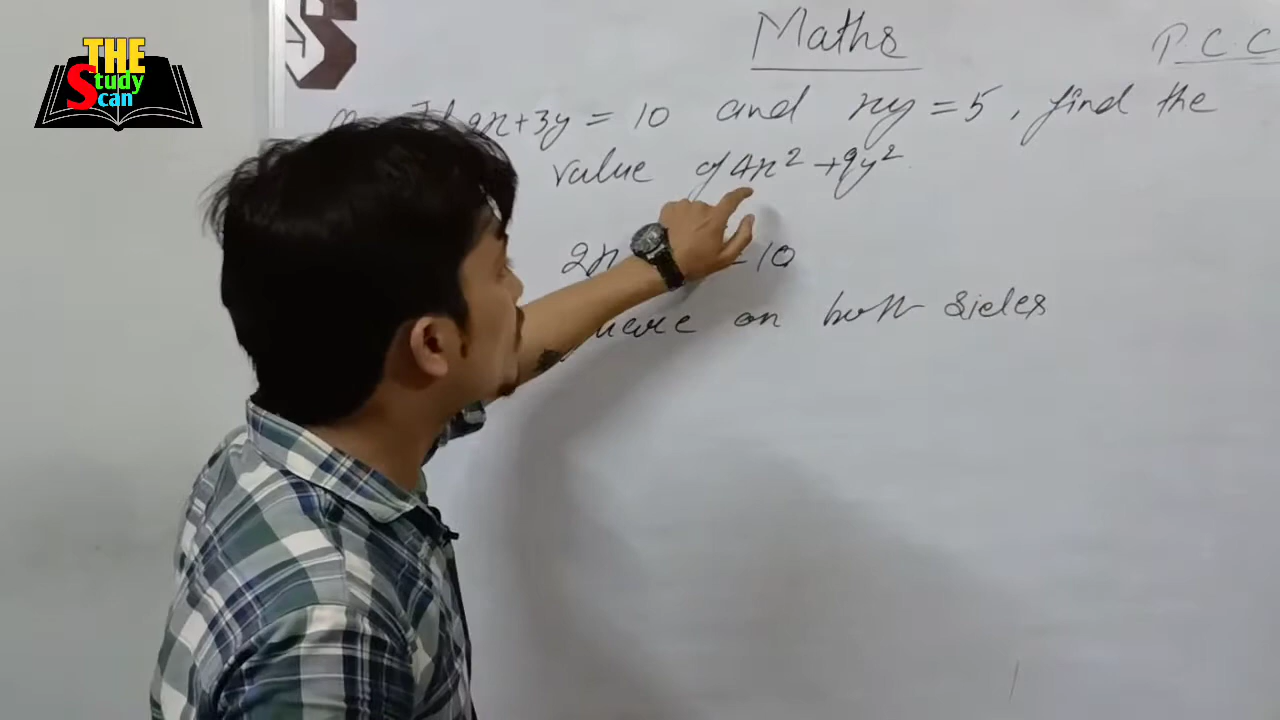 THE
Study
Scan
Maths
P.C.C
2x+3y = 10 and xy = 5, find the
value of 4x² + 9y²
2x = 10
on both sides